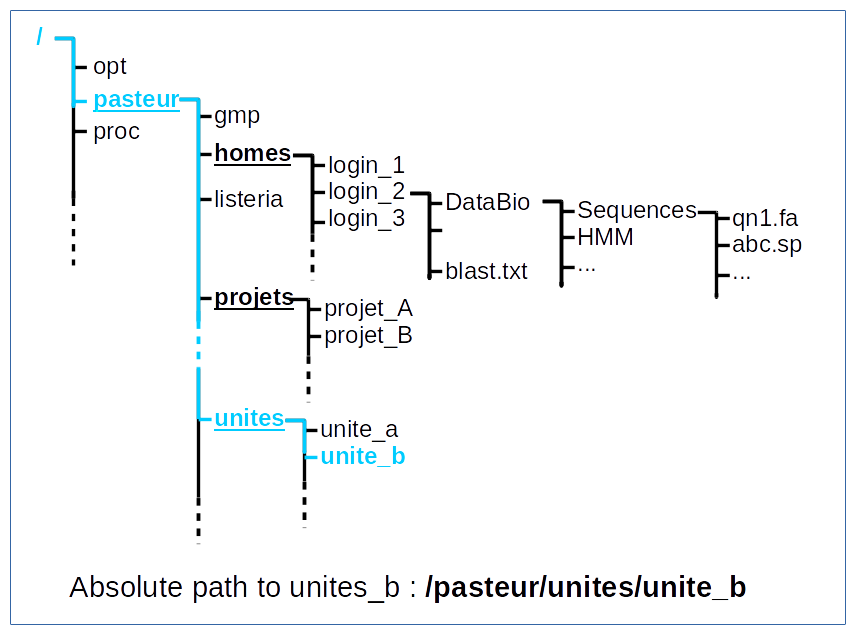 /
opt
pasteur
proc
gmp
homes
listeria
projets
unites
login_1
login_2
login_3
DataBio
blast.txt
Sequences
HMM
...
qn1.fa
abc.sp
...
projet_A
projet_B
unite_a
unite_b
Absolute path to unites_b : /pasteur/unites/unite_b